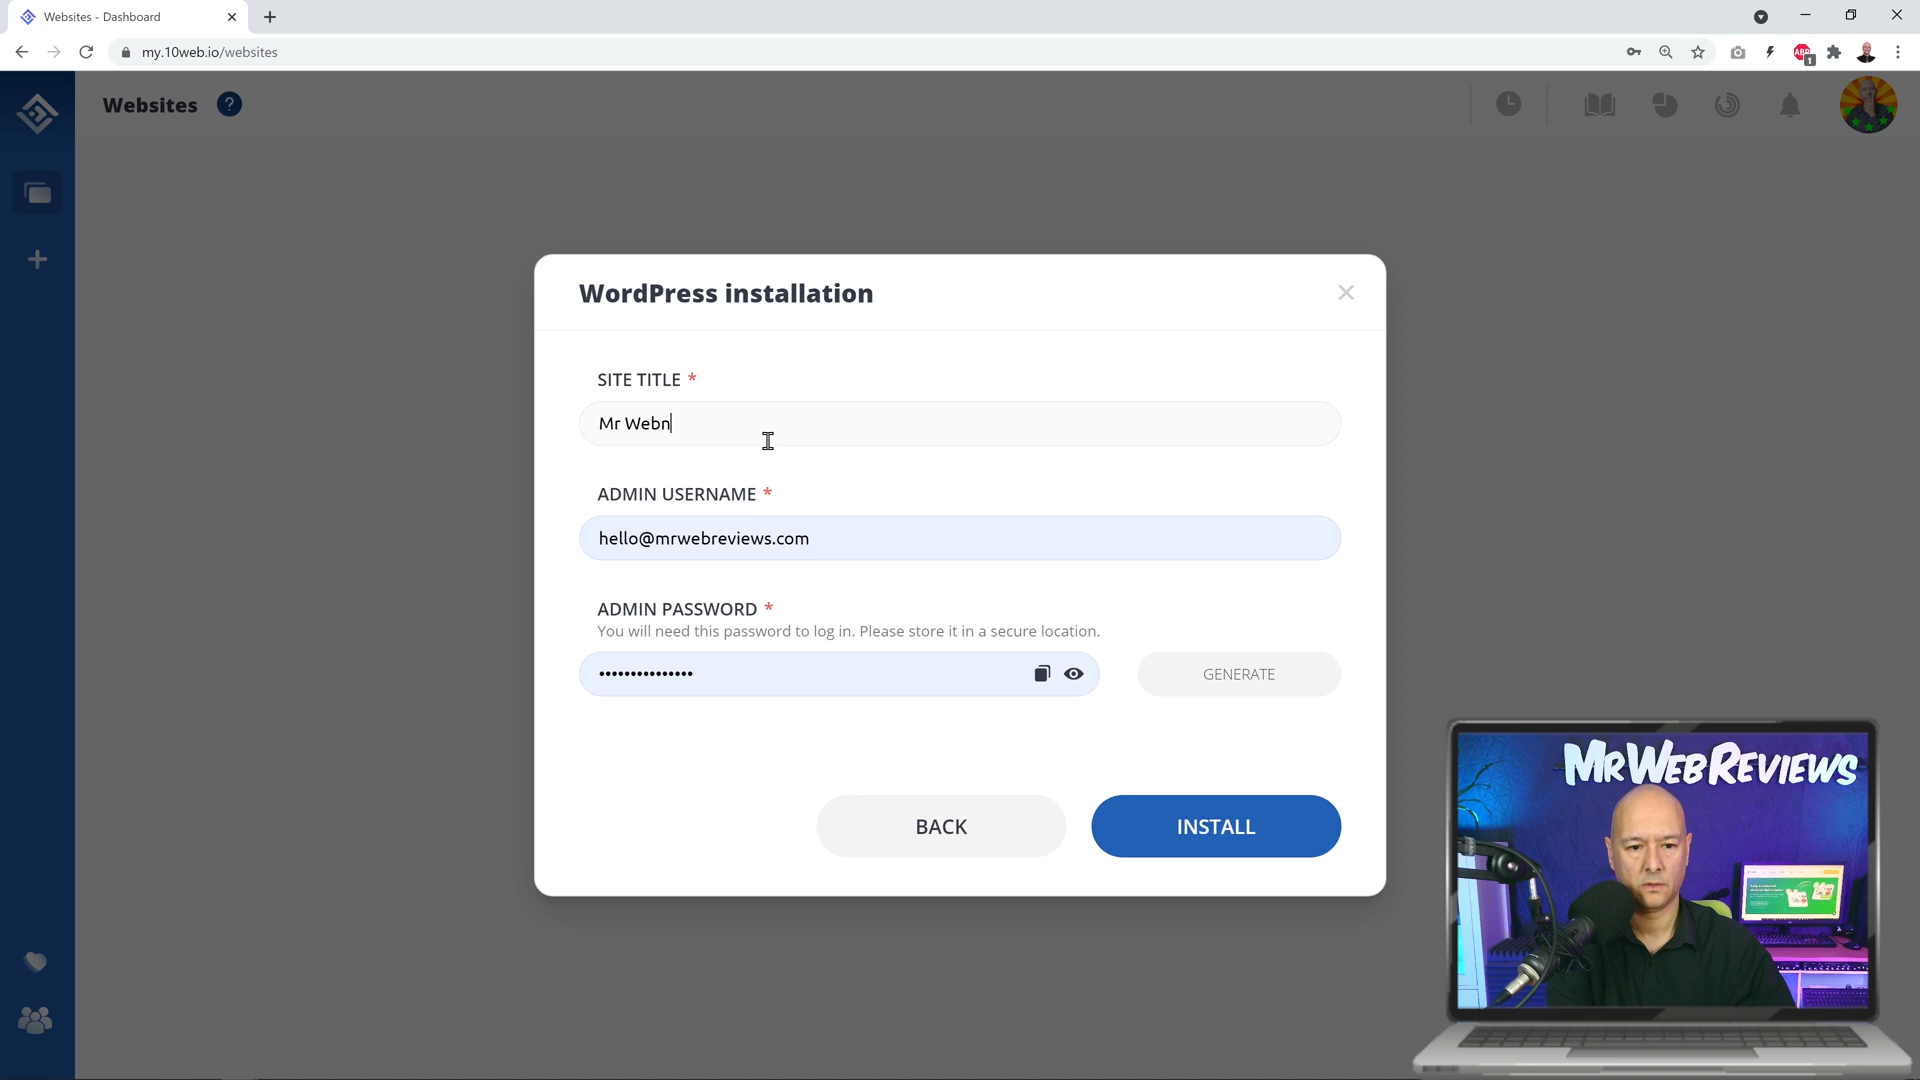 Websites - Dashboard
my.10web.io/websites
ABP
1
Websites ?
WordPress installation
SITE TITLE *
Mr Webn
ADMIN USERNAME *
hello@mrwebreviews.com
ADMIN PASSWORD *
You will need this password to log in. Please store it in a secure location.
•••••••••••••••
GENERATE
BACK
INSTALL
MRWEBREVIEWS